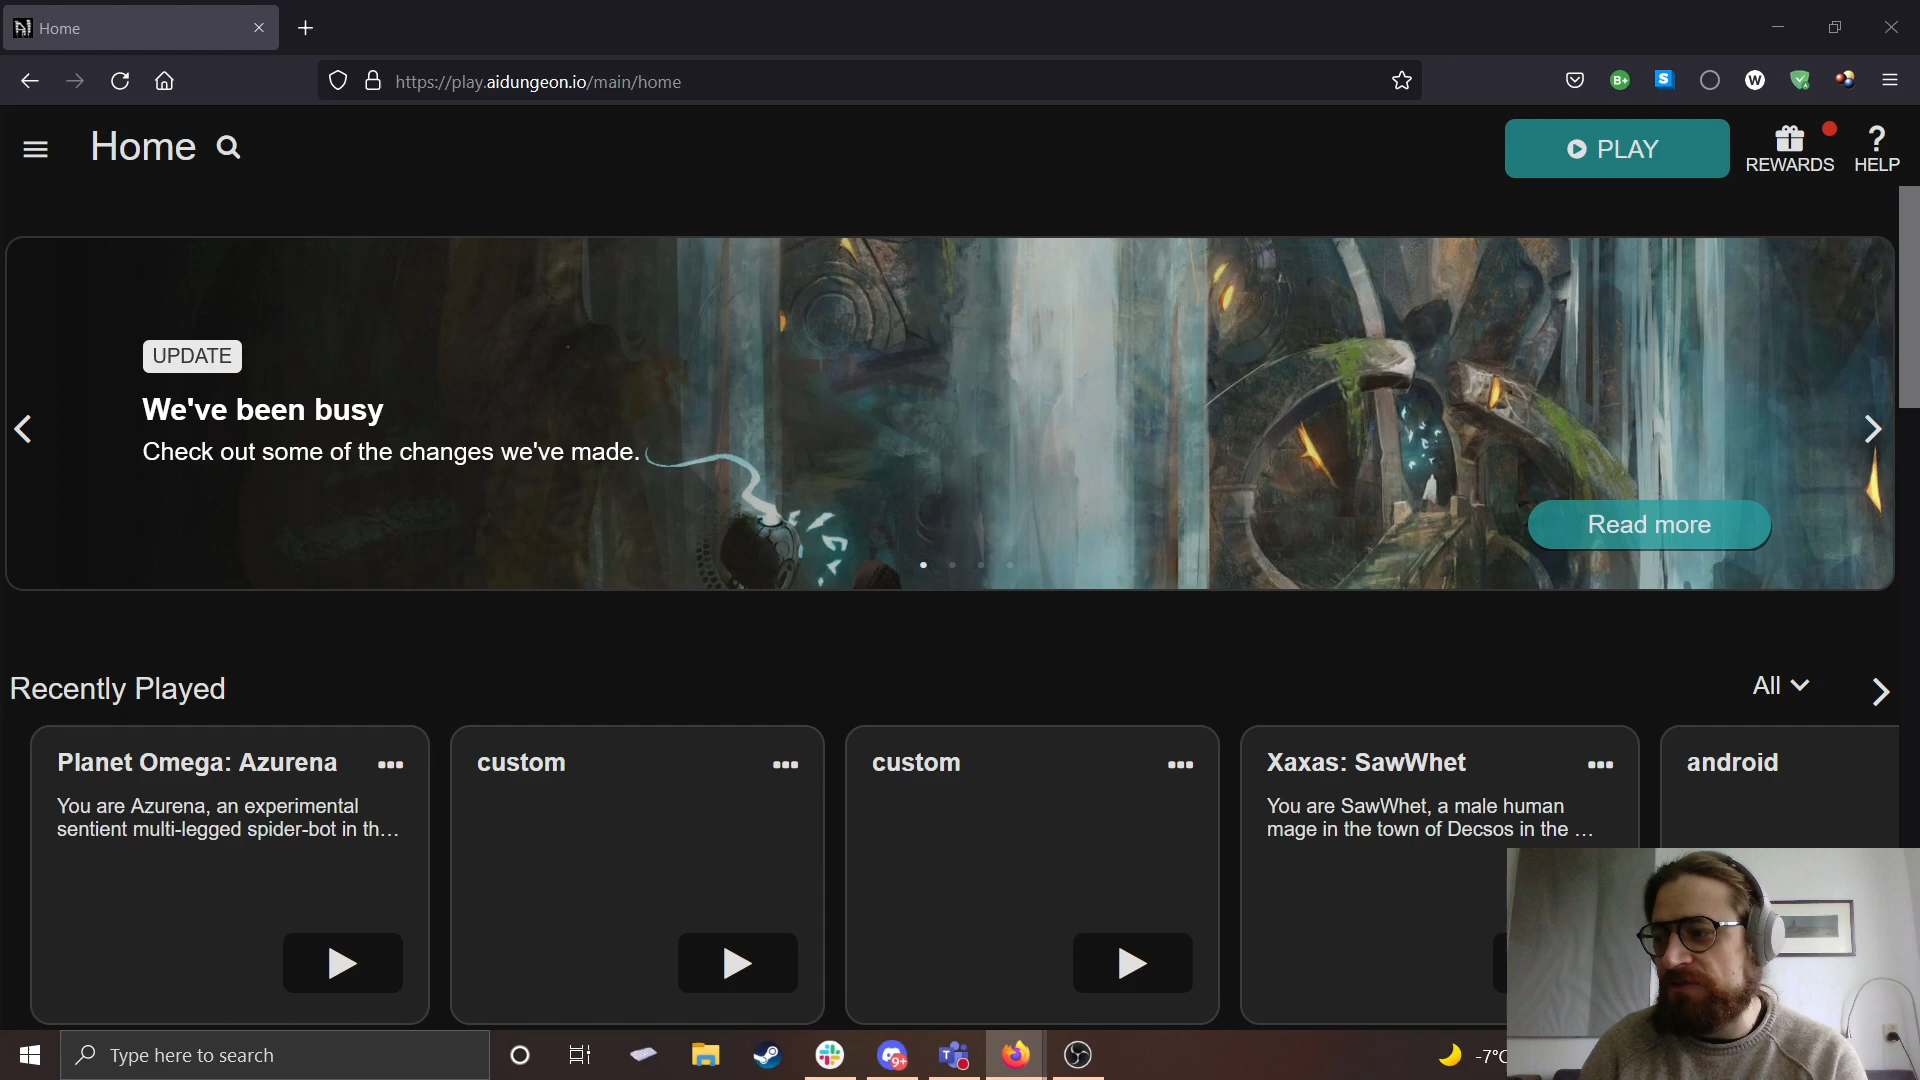 Home
https://play.aidungeon.io/main/home
B+
S
W
Home
PLAY
REWARDS
?
HELP
UPDATE
We've been busy
Check out some of the changes we've made.
Read more
Recently Played
All
Planet Omega: Azurena
You are Azurena, an experimental
sentient multi-legged spider-bot in th...
custom
custom
Xaxas: SawWhet
You are SawWhet, a male human
mage in the town of Decsos in the ...
android
Type here to search
9+
T
-7°C